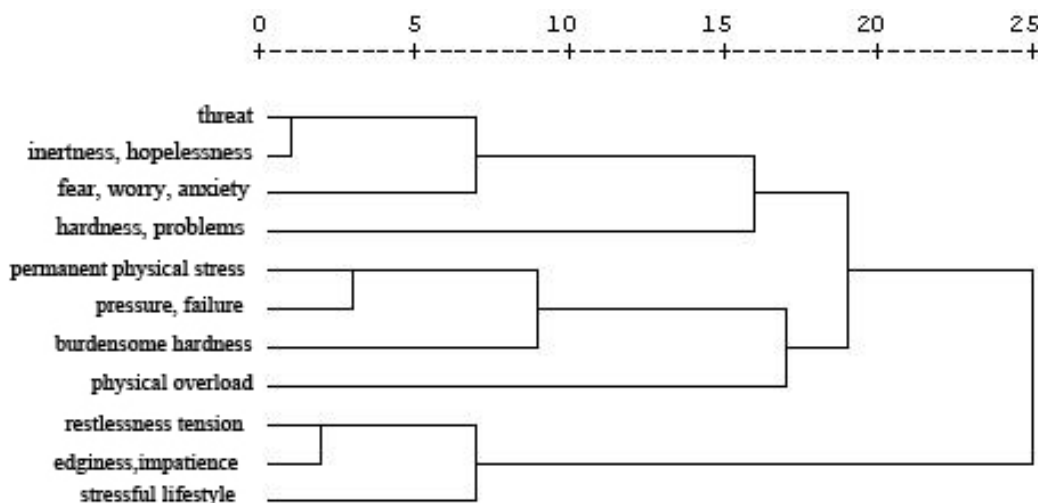 0 5 10 15 20 25
threat
inertness, hopelessness
fear, worry, anxiety
hardness, problems
permanent physical stress
pressure, failure
burdensome hardness
physical overload
restlessness tension
edginess,impatience
stressful lifestyle